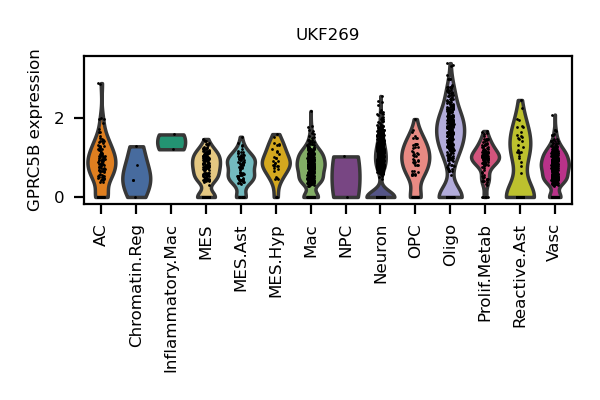 UKF269
GPRC5B expression
2
0
AC
Chromatin.Reg
Inflammatory.Mac
MES
MES.Ast
MES.Hyp
Mac
NPC
Neuron
OPC
Oligo
Prolif.Metab
Reactive.Ast
Vasc